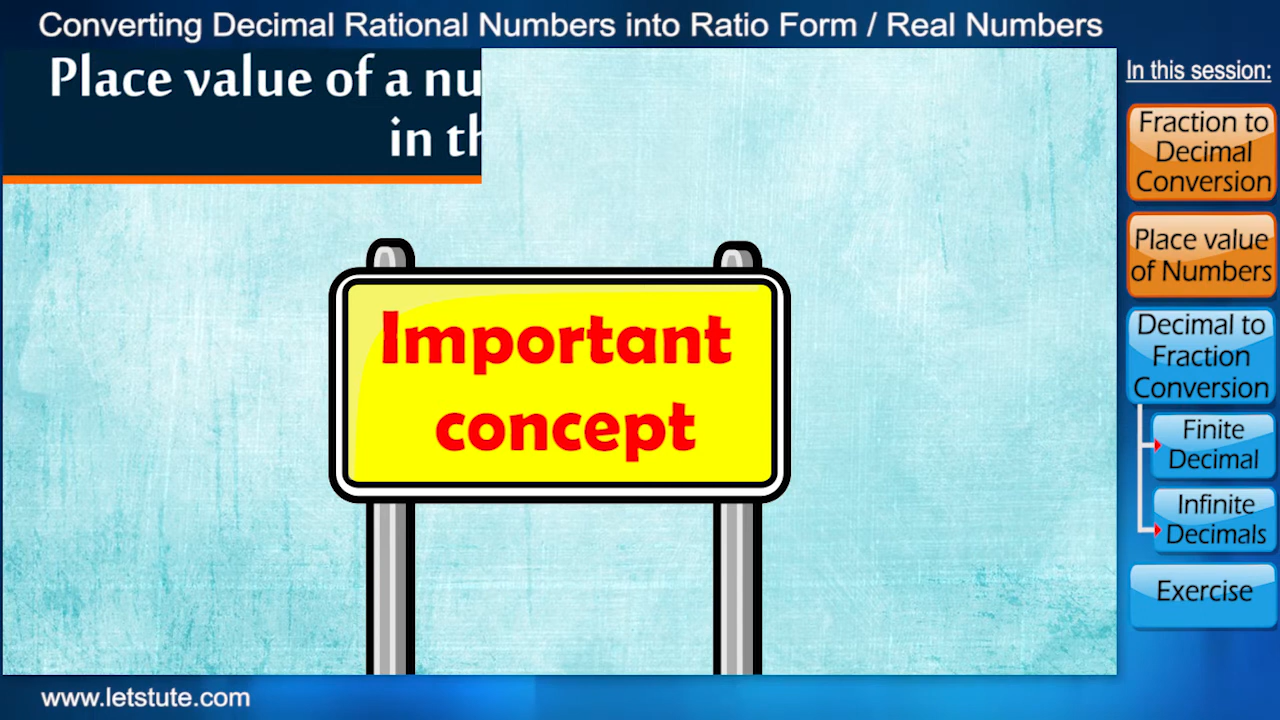 Converting Decimal Rational Numbers into Ratio Form / Real Numbers
Place value of a
in
Important
concept
In this session:
Fraction to
Decimal
Conversion
Place value
of Numbers
Decimal to
Fraction
Conversion
Finite
Decimal
Infinite
Decimals
Exercise
www.letstute.com